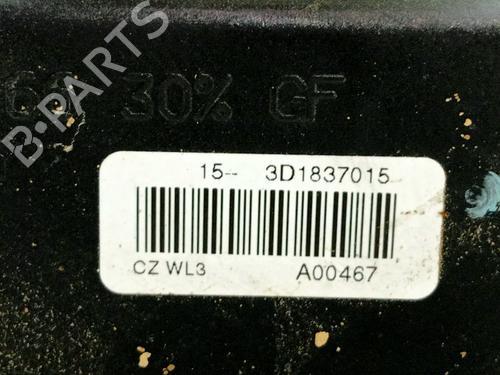 B-PARTS
30% GF
15-- 3D1837015
CZ WL3 A00467